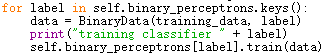 for label in self.binary_perceptrons.keys():
    data = BinaryData(training_data, label)
    print("training classifier " + label)
    self.binary_perceptrons[label].train(data)